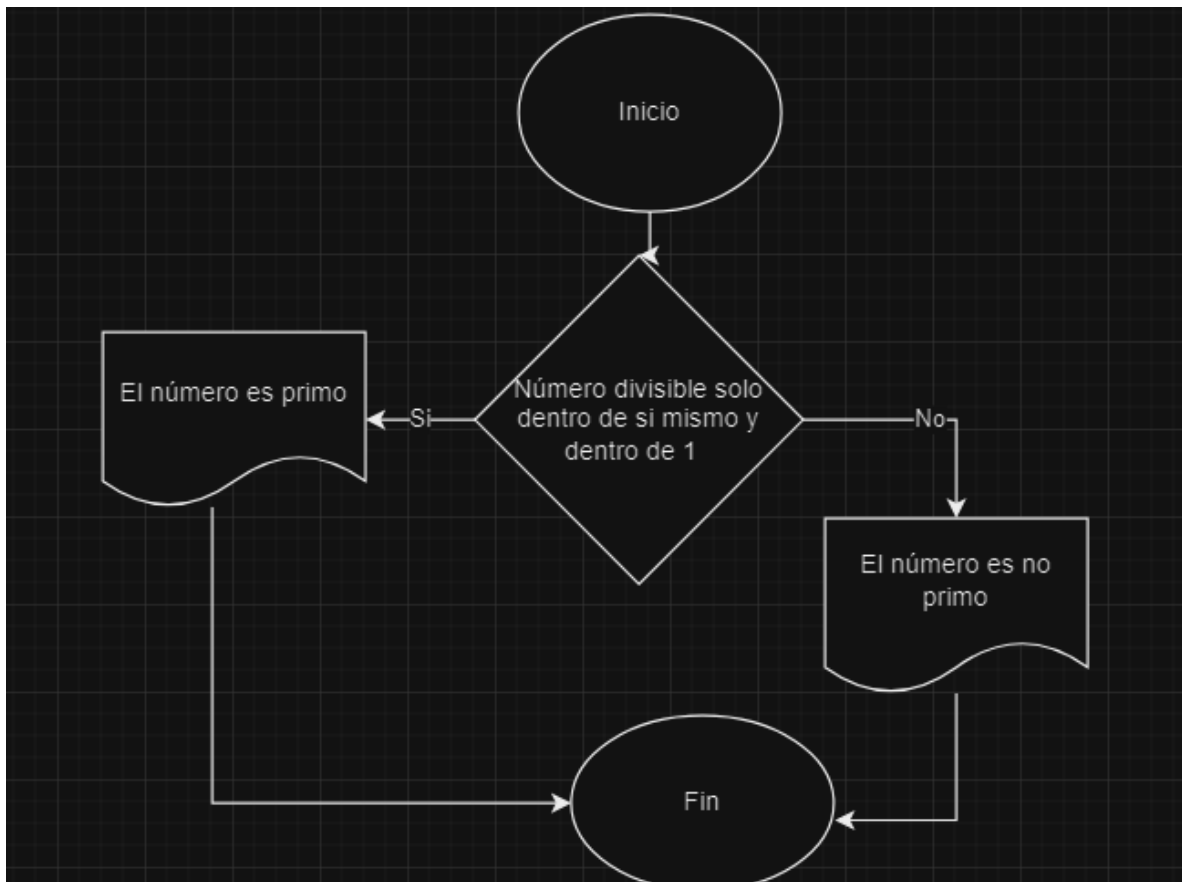 Inicio
Número divisible solo
dentro de si mismo y
dentro de 1
Si
El número es primo
No
El número es no
primo
Fin